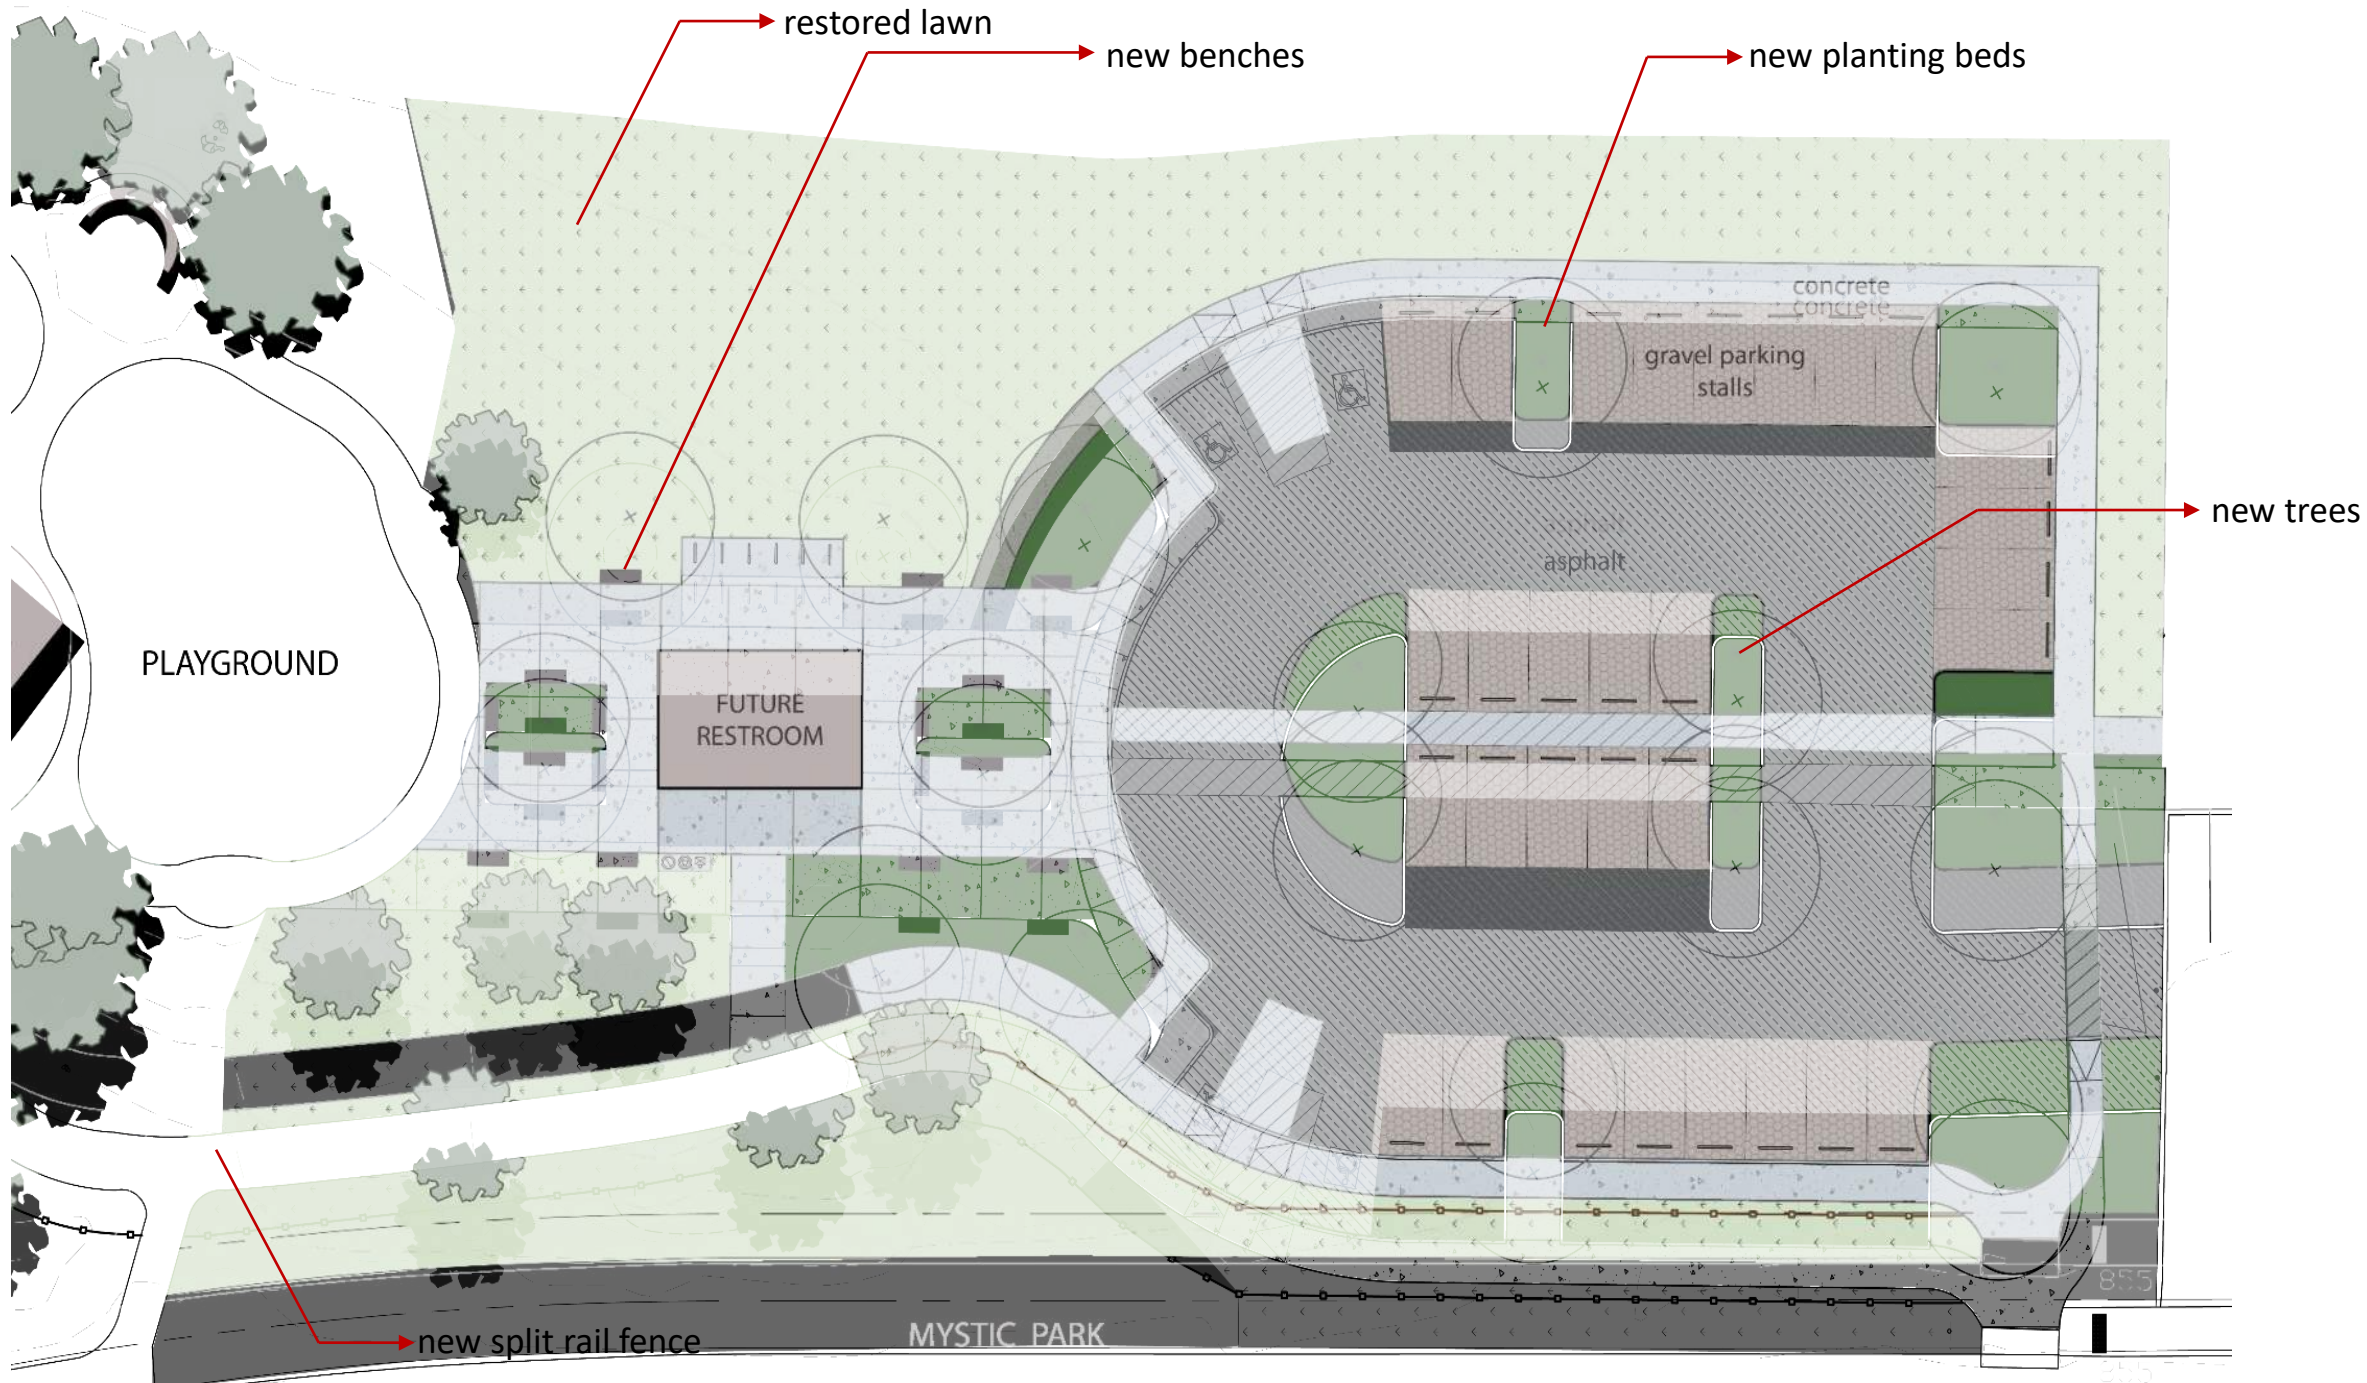 restored lawn
new benches
new planting beds
concrete
concrete
gravel parking
stalls
new trees
asphalt
PLAYGROUND
FUTURE
RESTROOM
855
new split rail fence
MYSTIC PARK